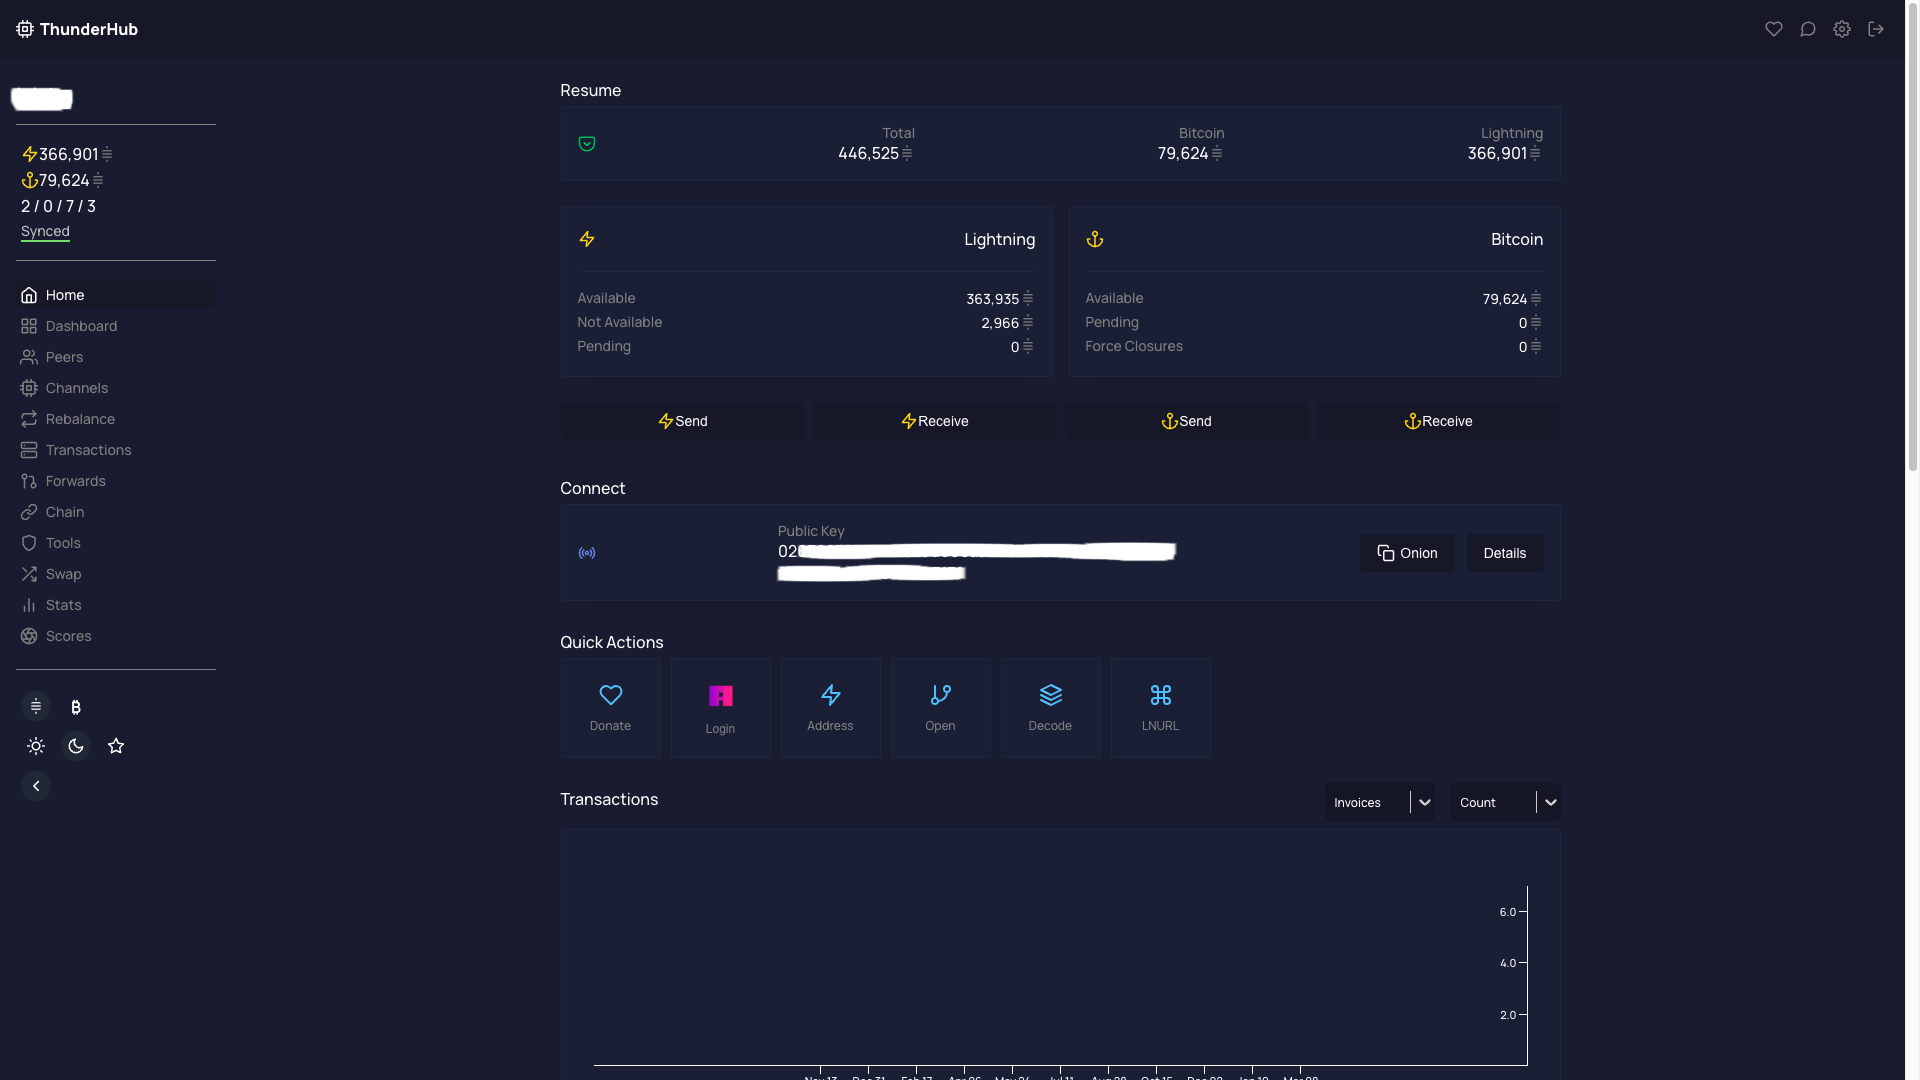 ThunderHub
366,901
79,624
2 / 0 / 7 / 3
Synced
Home
Dashboard
Peers
Channels
Rebalance
Transactions
Forwards
Chain
Tools
Swap
Stats
Scores
Resume
Total Bitcoin Lightning
446,525 79,624 366,901
Lightning
Available 363,935
Not Available 2,966
Pending 0
Bitcoin
Available 79,624
Pending 0
Force Closures 0
Send Receive Send Receive
Connect
Public Key
02
Onion Details
Quick Actions
Donate Login Address Open Decode LNURL
Transactions Invoices Count
6.0
4.0
2.0